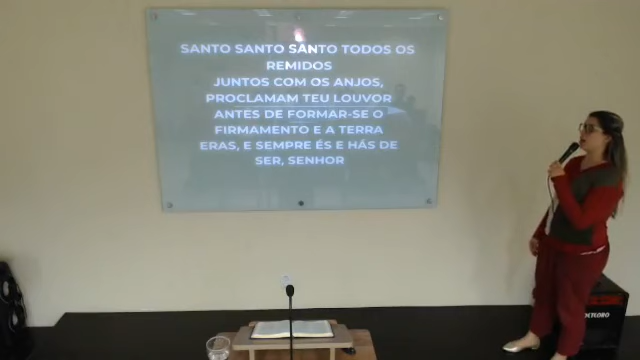 SANTO SANTO SANTO TODOS OS
REMIDOS
JUNTOS COM OS ANJOS,
PROCLAMAM TEU LOUVOR
ANTES DE FORMAR-SE O
FIRMAMENTO E A TERRA
ERAS, E SEMPRE ÉS E HÁS DE
SER, SENHOR